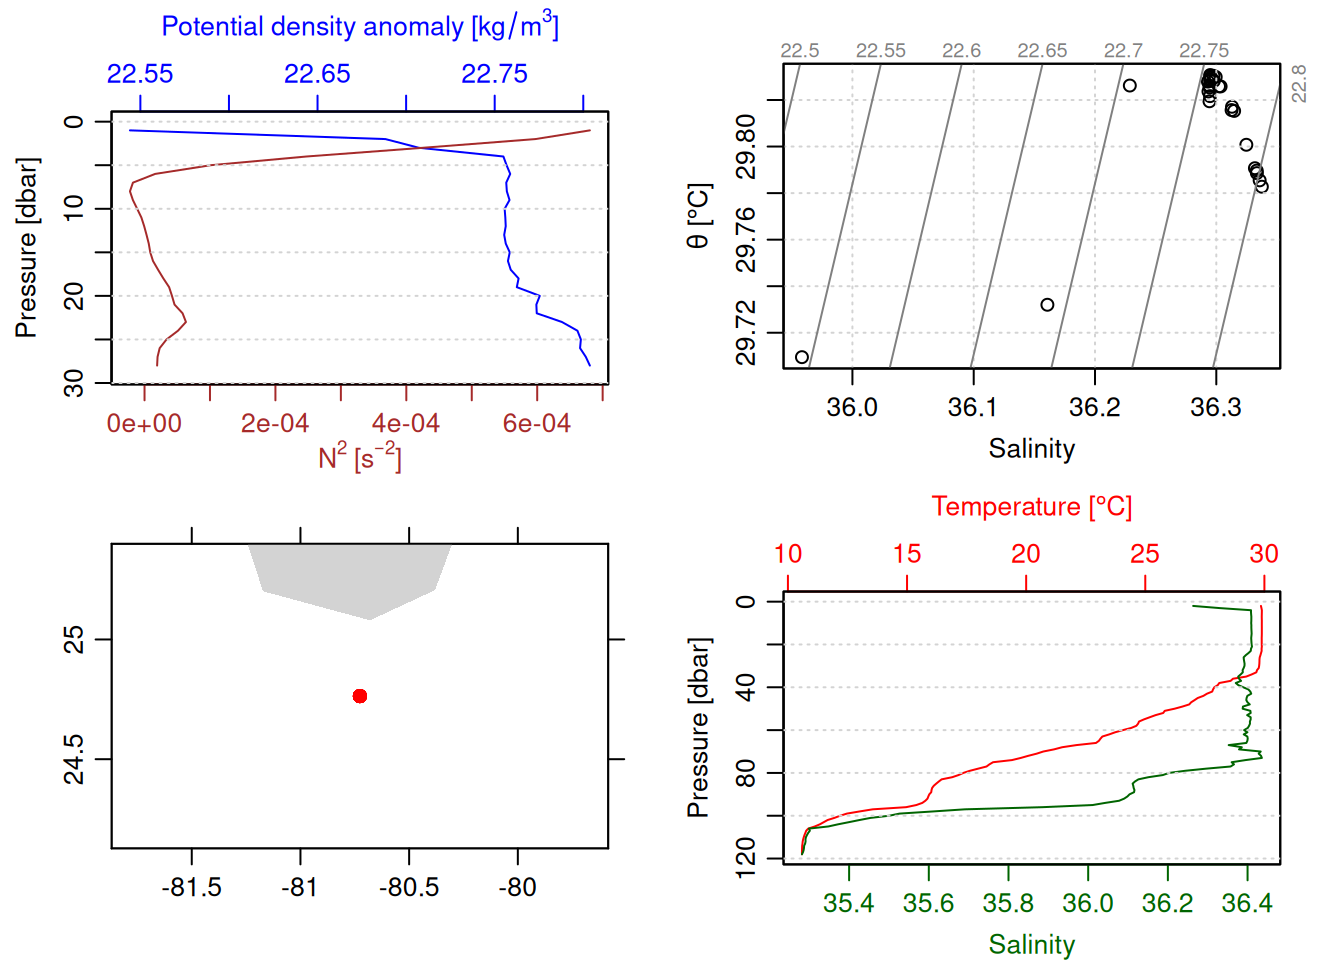 Potential density anomaly [kg/m³]
22.55 22.65 22.75
0
10
20
30
Pressure [dbar]
0e+00 2e-04 4e-04 6e-04
N² [s⁻²]
22.5 22.55 22.6 22.65 22.7 22.75
22.8
29.80
29.76
29.72
θ [°C]
36.0 36.1 36.2 36.3
Salinity
25
24.5
-81.5 -81 -80.5 -80
Temperature [°C]
10 15 20 25 30
0
40
80
120
Pressure [dbar]
35.4 35.6 35.8 36.0 36.2 36.4
Salinity